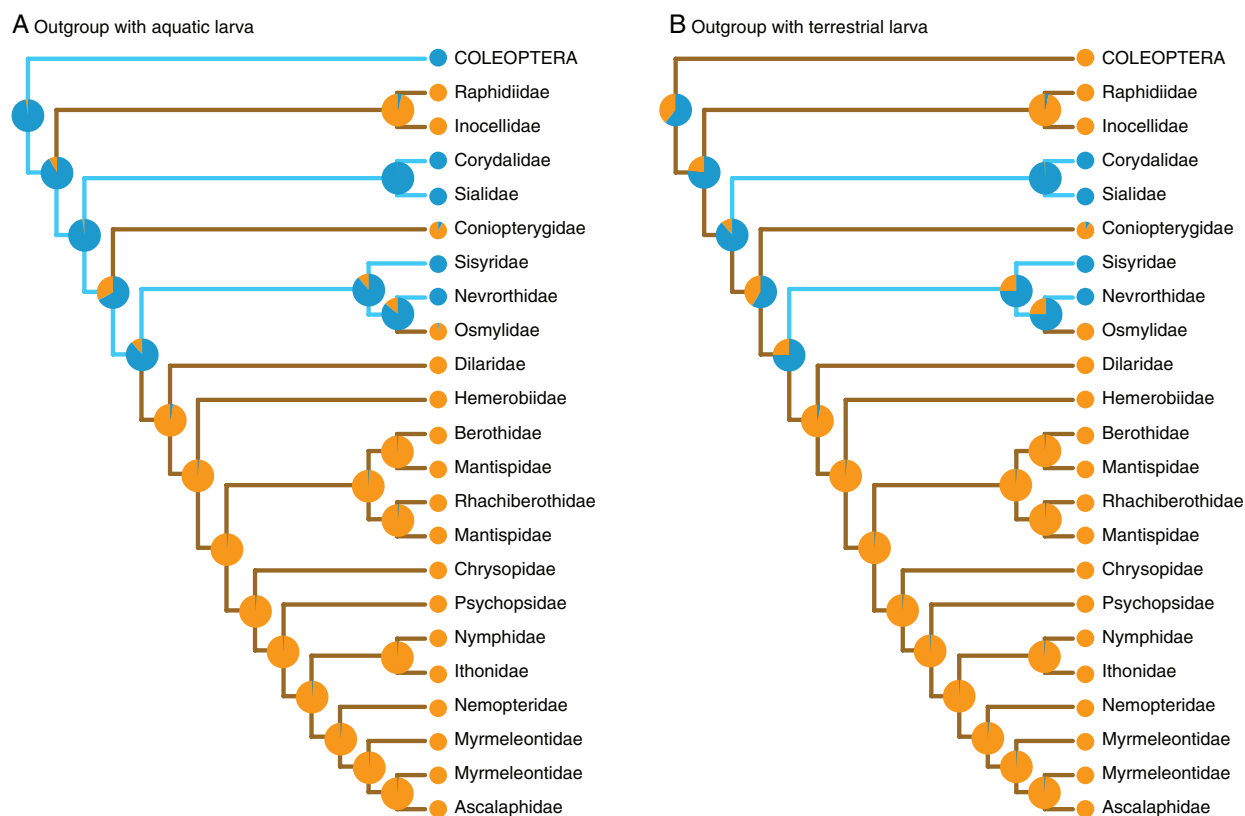 A Outgroup with aquatic larva
COLEOPTERA
Raphidiidae
Inocellidae
Corydalidae
Sialidae
Coniopterygidae
Sisyridae
Nevrorthidae
Osmylidae
Dilaridae
Hemerobiidae
Berothidae
Mantispidae
Rhachiberothidae
Mantispidae
Chrysopidae
Psychopsidae
Nymphidae
Ithonidae
Nemopteridae
Myrmeleontidae
Myrmeleontidae
Ascalaphidae
B Outgroup with terrestrial larva
COLEOPTERA
Raphidiidae
Inocellidae
Corydalidae
Sialidae
Coniopterygidae
Sisyridae
Nevrorthidae
Osmylidae
Dilaridae
Hemerobiidae
Berothidae
Mantispidae
Rhachiberothidae
Mantispidae
Chrysopidae
Psychopsidae
Nymphidae
Ithonidae
Nemopteridae
Myrmeleontidae
Myrmeleontidae
Ascalaphidae